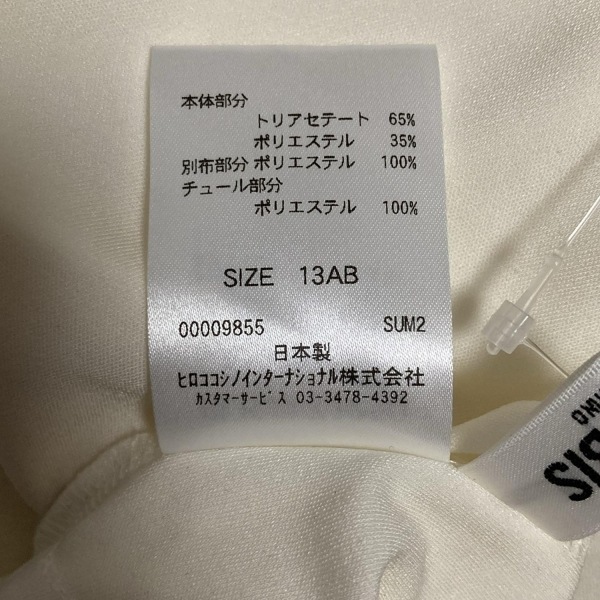 本体部分
トリアセテート 65%
ポリエステル 35%
別布部分 ポリエステル 100%
チュール部分
ポリエステル 100%
SIZE 13AB
00009855 SUM2
日本製
ヒロココシノインターナショナル株式会社
カスタマーサービス 03-3478-4392